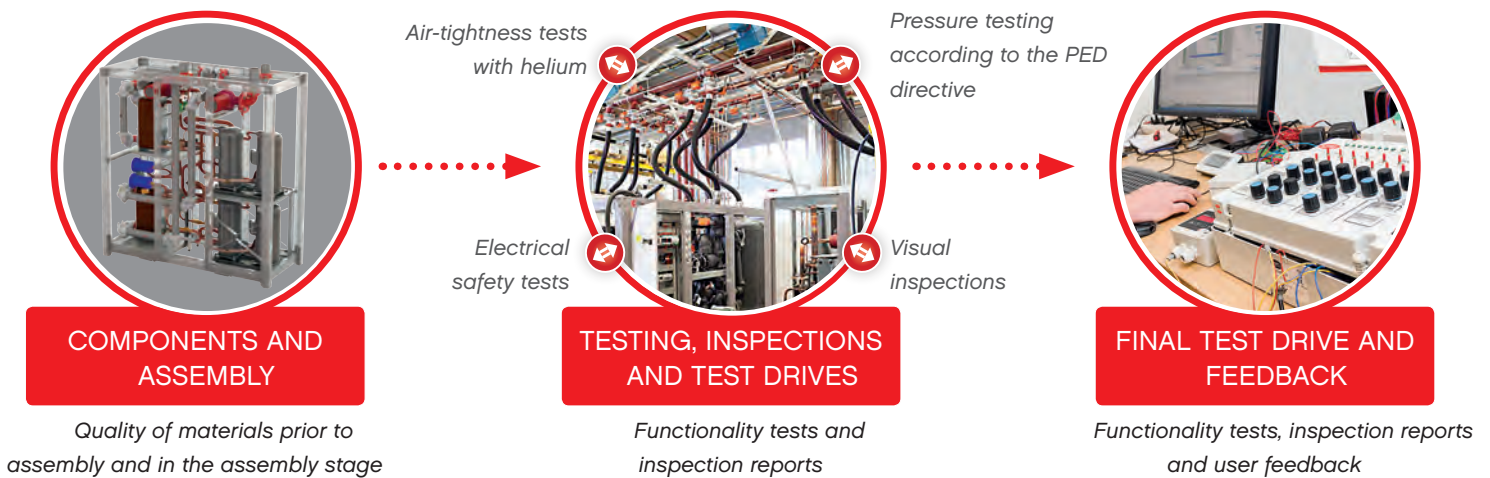 Air-tightness tests
with helium
Pressure testing
according to the PED
directive
Electrical
safety tests
Visual
inspections
COMPONENTS AND
ASSEMBLY
Quality of materials prior to
assembly and in the assembly stage
TESTING, INSPECTIONS
AND TEST DRIVES
Functionality tests and
inspection reports
FINAL TEST DRIVE AND
FEEDBACK
Functionality tests, inspection reports
and user feedback